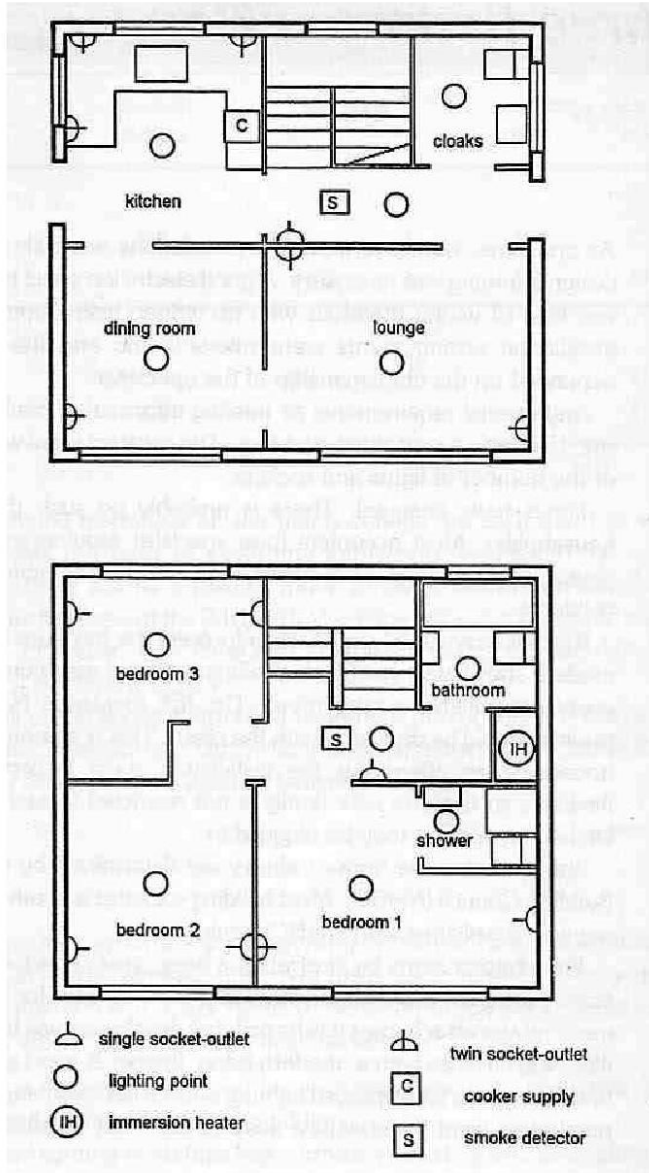 C
cloaks
kitchen
S
dining room
lounge
bedroom 3
bathroom
S
IH
shower
bedroom 2
bedroom 1
single socket-outlet
twin socket-outlet
lighting point
C
cooker supply
IH
immersion heater
S
smoke detector